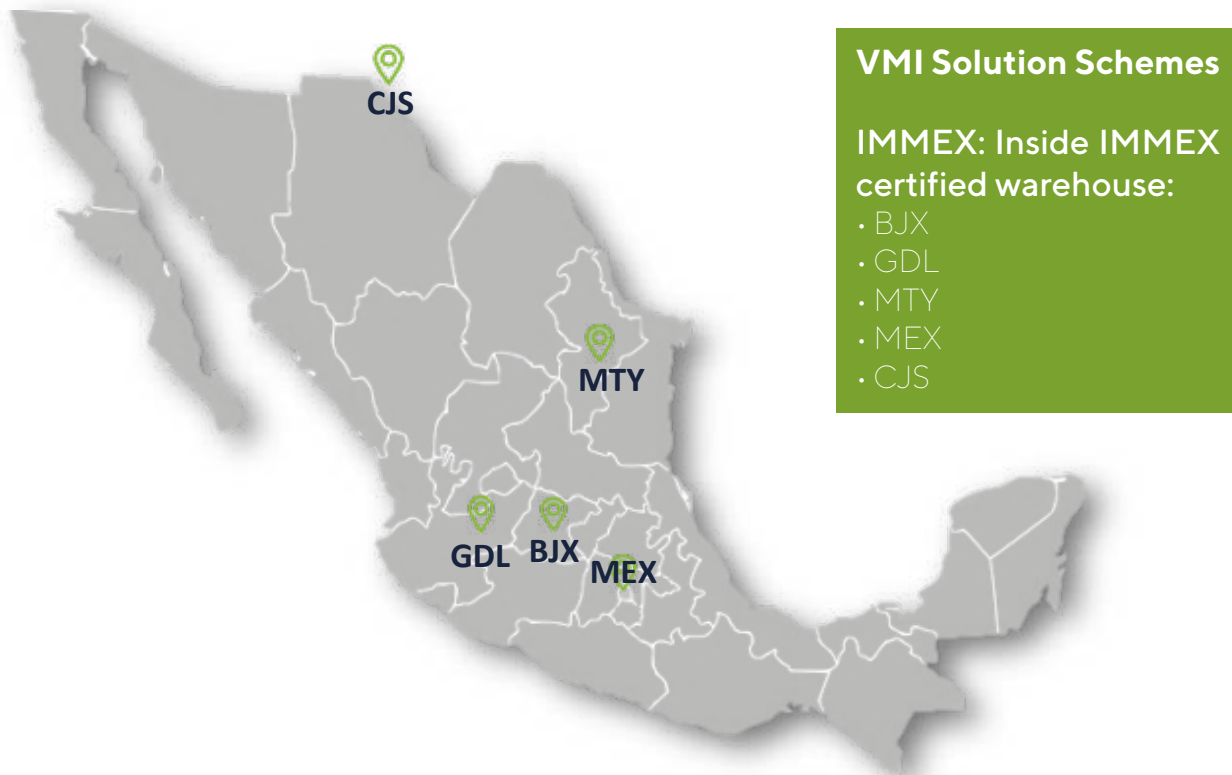 VMI Solution Schemes
IMMEX: Inside IMMEX
certified warehouse:
• BJX
• GDL
• MTY
• MEX
• CJS
CJS
MTY
GDL
BJX
MEX